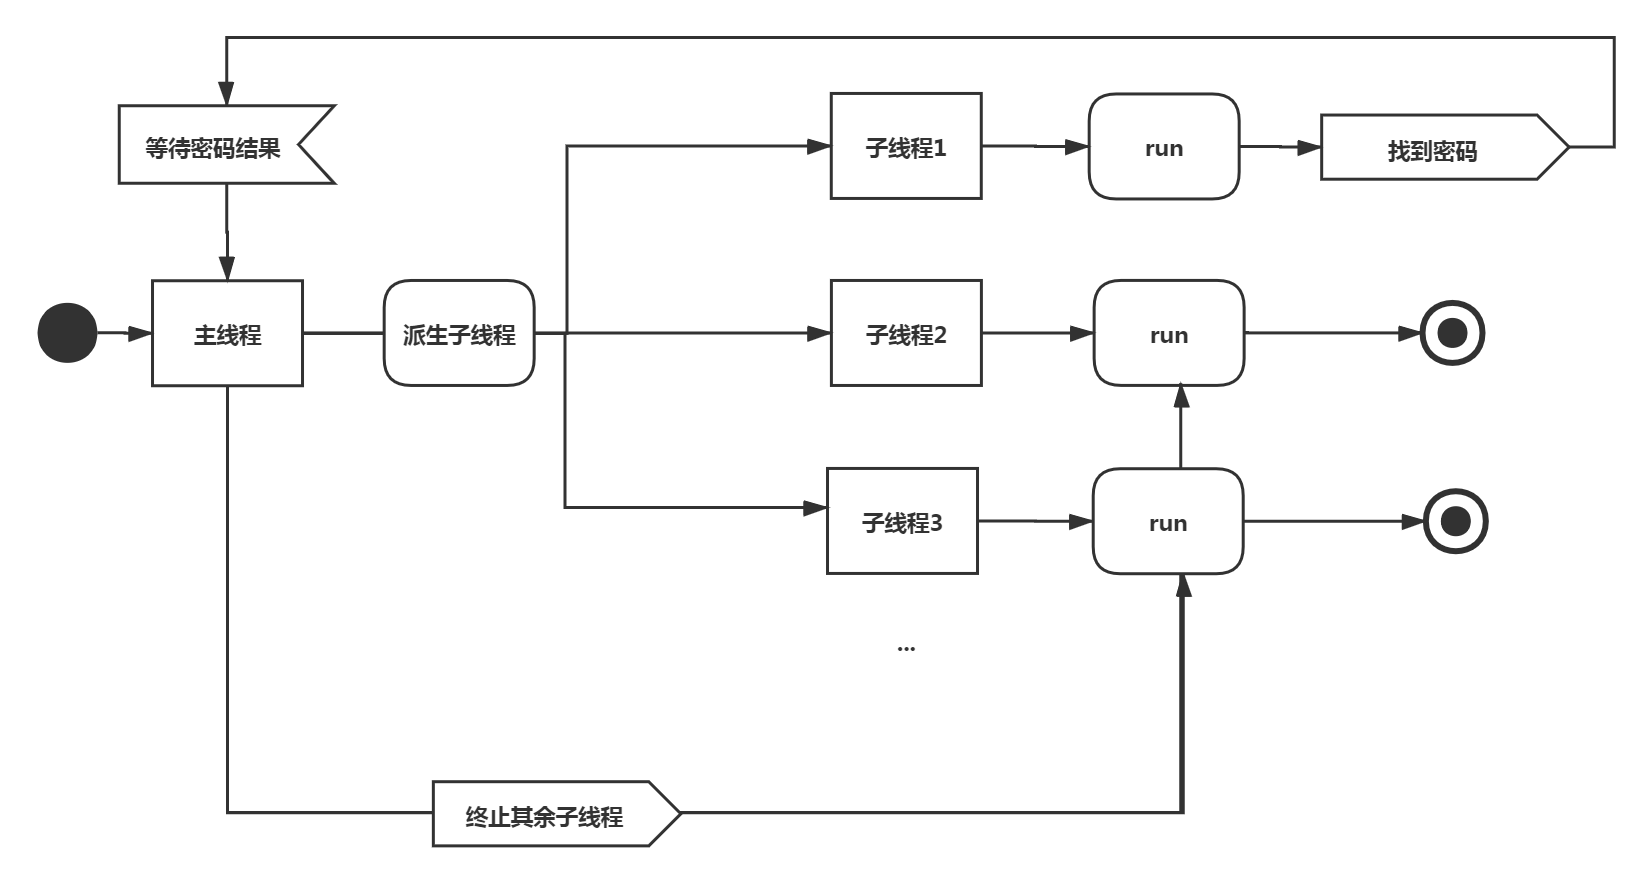 等待密码结果
子线程1
run
找到密码
主线程
派生子线程
子线程2
run
子线程3
run
...
终止其余子线程